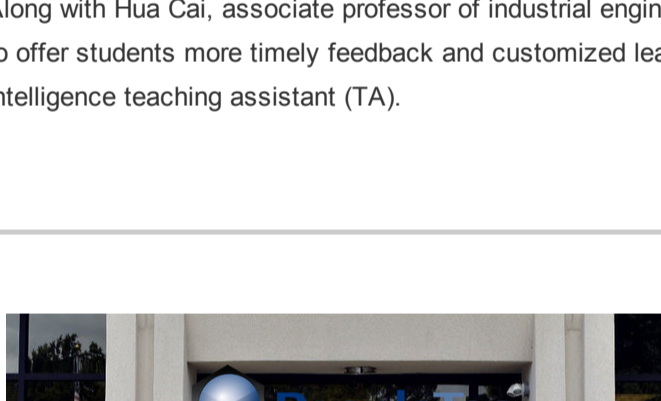 long with Hua Cai, associate professor of industrial engin
o offer students more timely feedback and customized lea
ntelligence teaching assistant (TA).